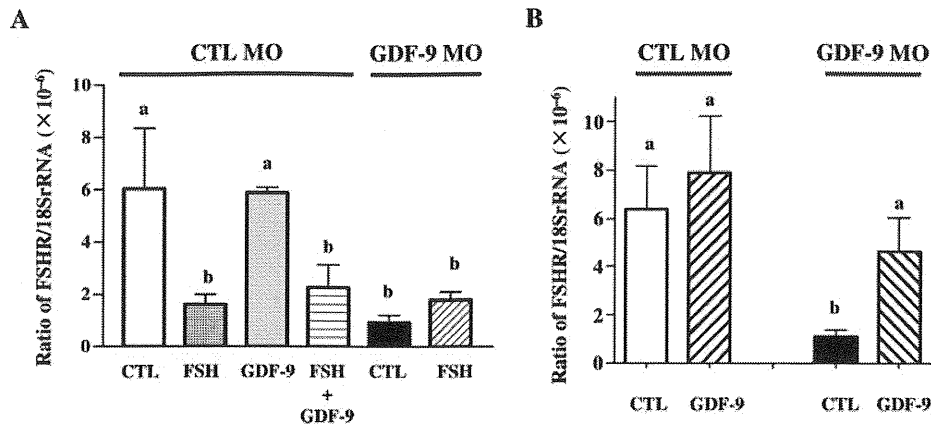 A
CTL MO
GDF-9 MO
Ratio of FSHR/18SrRNA (×10⁻⁶)
10
8
6
4
2
0
a
b
a
b
b
b
CTL
FSH
GDF-9
FSH
+
GDF-9
CTL
FSH
B
CTL MO
GDF-9 MO
Ratio of FSHR/18SrRNA (×10⁻⁶)
10
8
6
4
2
0
a
a
b
a
CTL
GDF-9
CTL
GDF-9